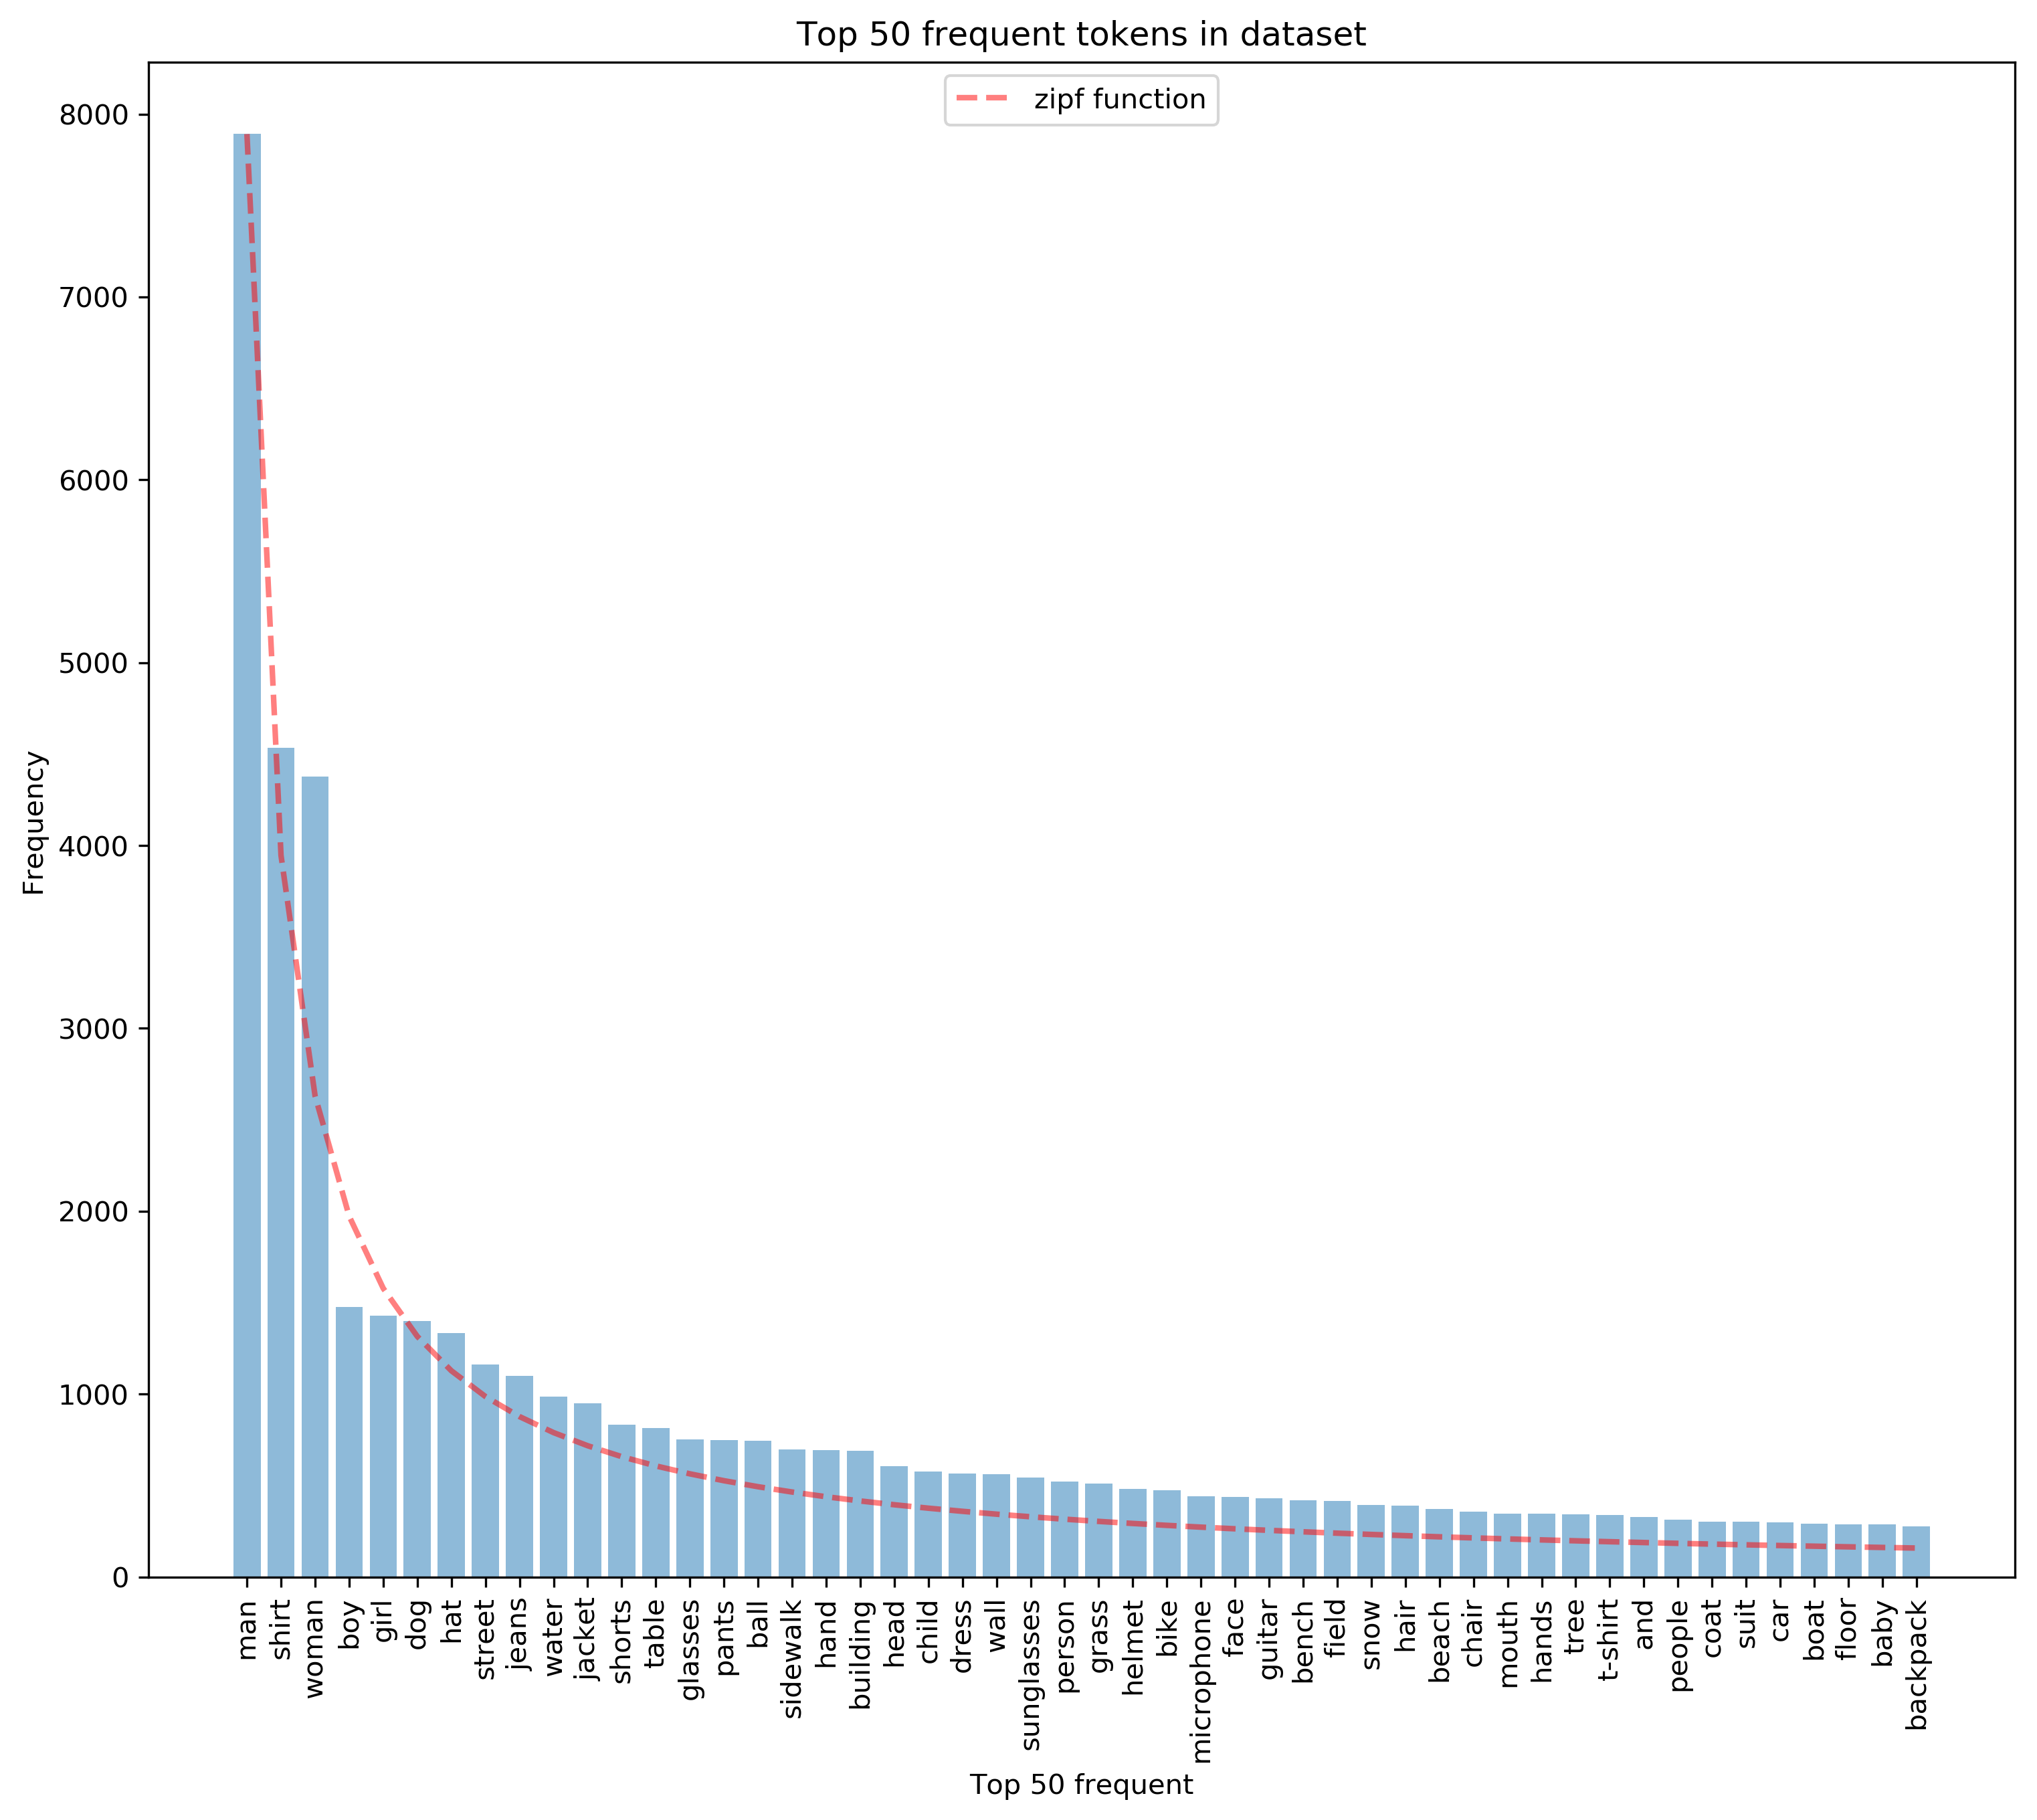 Top 50 frequent tokens in dataset
zipf function
8000
7000
6000
5000
4000
3000
2000
1000
0
Frequency
man
shirt
woman
boy
girl
dog
hat
street
jeans
water
jacket
shorts
table
glasses
pants
ball
sidewalk
hand
building
head
child
dress
wall
sunglasses
person
grass
helmet
bike
microphone
face
guitar
bench
field
snow
hair
beach
chair
mouth
hands
tree
t-shirt
and
people
coat
suit
car
boat
floor
baby
backpack
Top 50 frequent